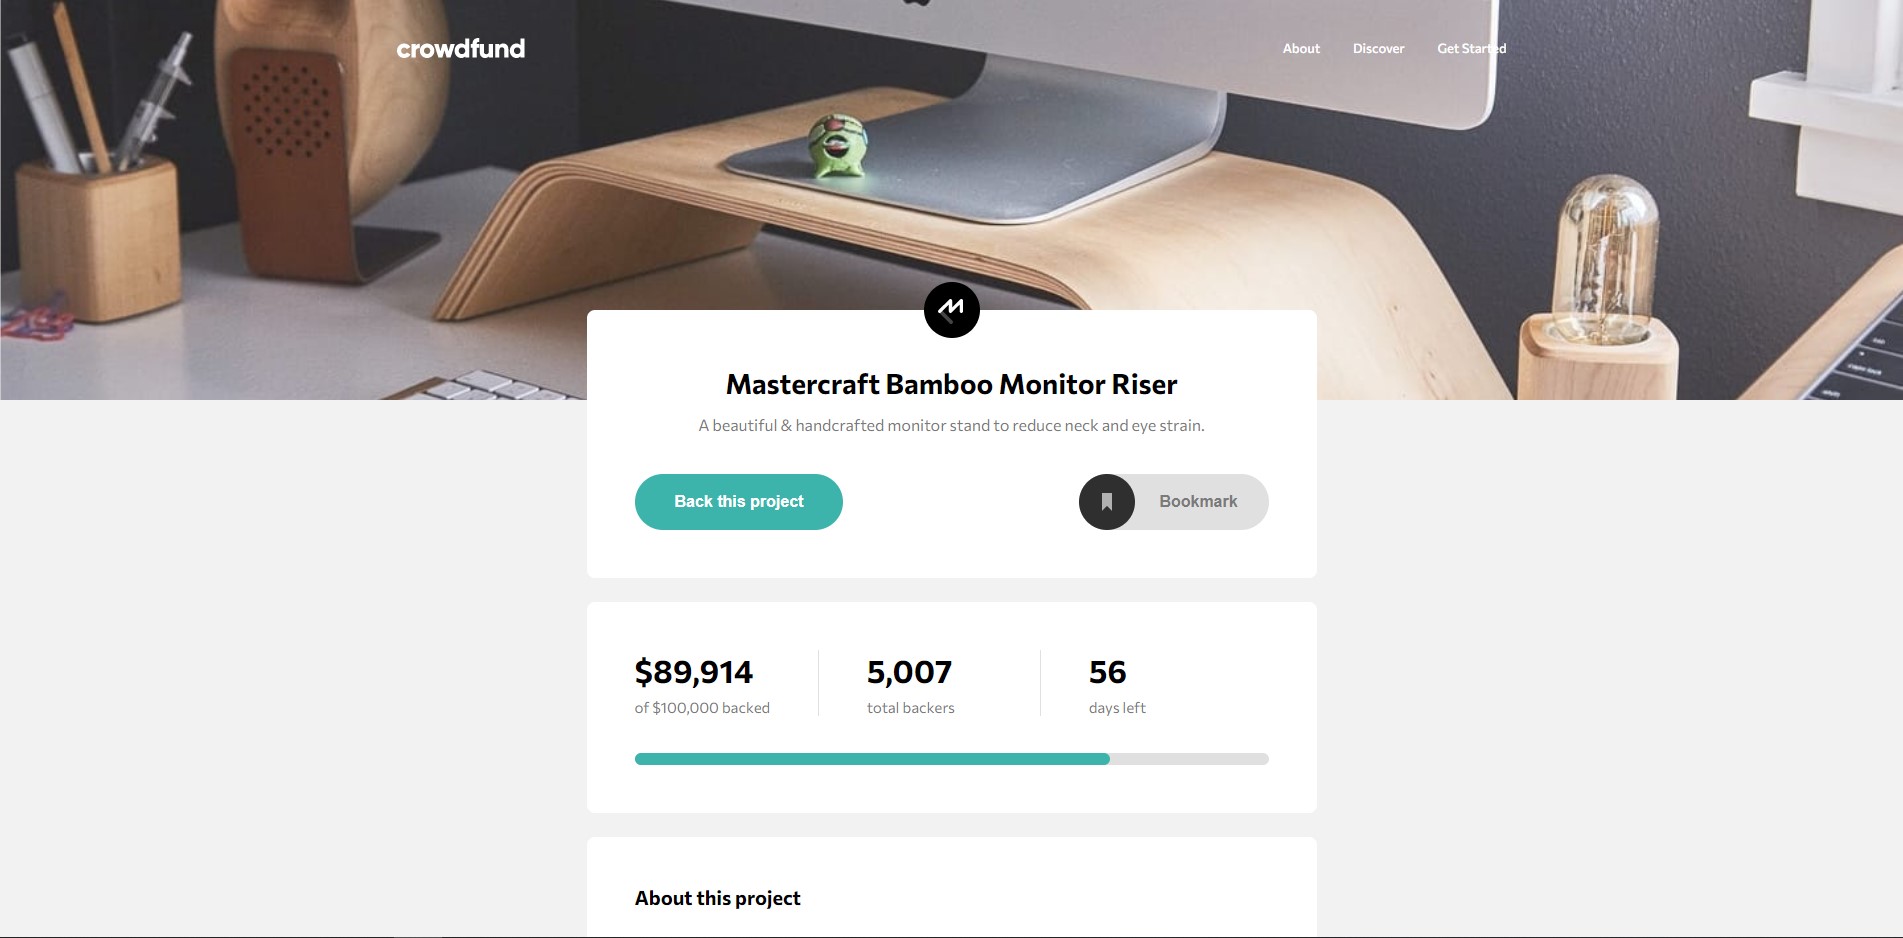 crowdfund
About Discover Get Started
Mastercraft Bamboo Monitor Riser
A beautiful & handcrafted monitor stand to reduce neck and eye strain.
Back this project
Bookmark
$89,914
of $100,000 backed
5,007
total backers
56
days left
About this project